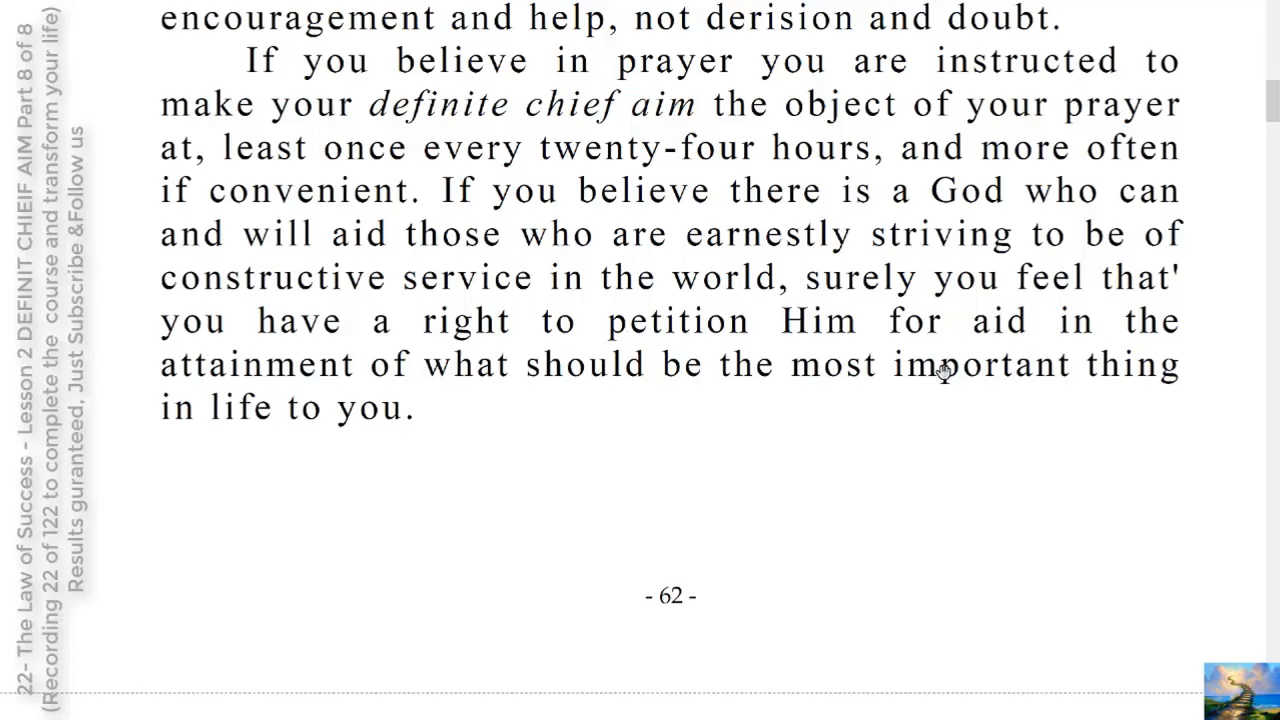 22- The Law of Success - Lesson 2 DEFINIT CHIEF AIM Part 8 of 8
(Recording 22 of 122 to complete the course and transform your life)
Results guranteed, Just Subscribe &Follow us
encouragement and help, not derision and doubt.
If you believe in prayer you are instructed to
make your definite chief aim the object of your prayer
at, least once every twenty-four hours, and more often
if convenient. If you believe there is a God who can
and will aid those who are earnestly striving to be of
constructive service in the world, surely you feel that'
you have a right to petition Him for aid in the
attainment of what should be the most important thing
in life to you.
- 62 -